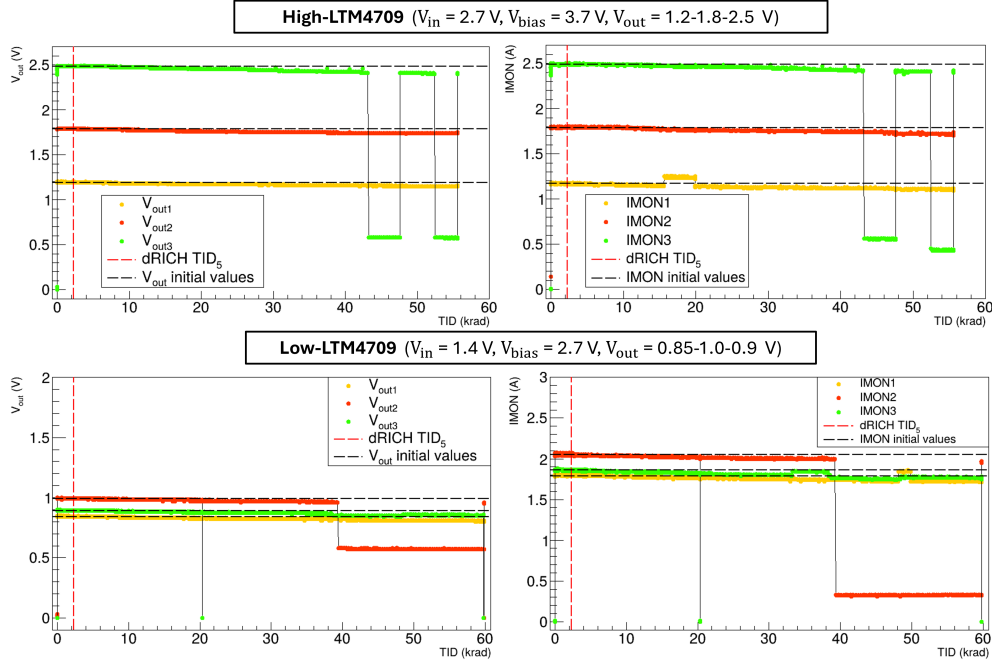 High-LTM4709 (Vin = 2.7 V, Vbias = 3.7 V, Vout = 1.2-1.8-2.5 V)
Vout (V)
2.5
2
1.5
1
0.5
0
Vout1
Vout2
Vout3
dRICH TID5
Vout initial values
0 10 20 30 40 50 60
TID (krad)
IMON (A)
2.5
2
1.5
1
0.5
0
IMON1
IMON2
IMON3
dRICH TID5
IMON initial values
0 10 20 30 40 50 60
TID (krad)
Low-LTM4709 (Vin = 1.4 V, Vbias = 2.7 V, Vout = 0.85-1.0-0.9 V)
Vout (V)
2
1.5
1
0.5
0
Vout1
Vout2
Vout3
dRICH TID5
Vout initial values
0 10 20 30 40 50 60
TID (krad)
IMON (A)
3
2.5
2
1.5
1
0.5
0
IMON1
IMON2
IMON3
dRICH TID5
IMON initial values
0 10 20 30 40 50 60
TID (krad)